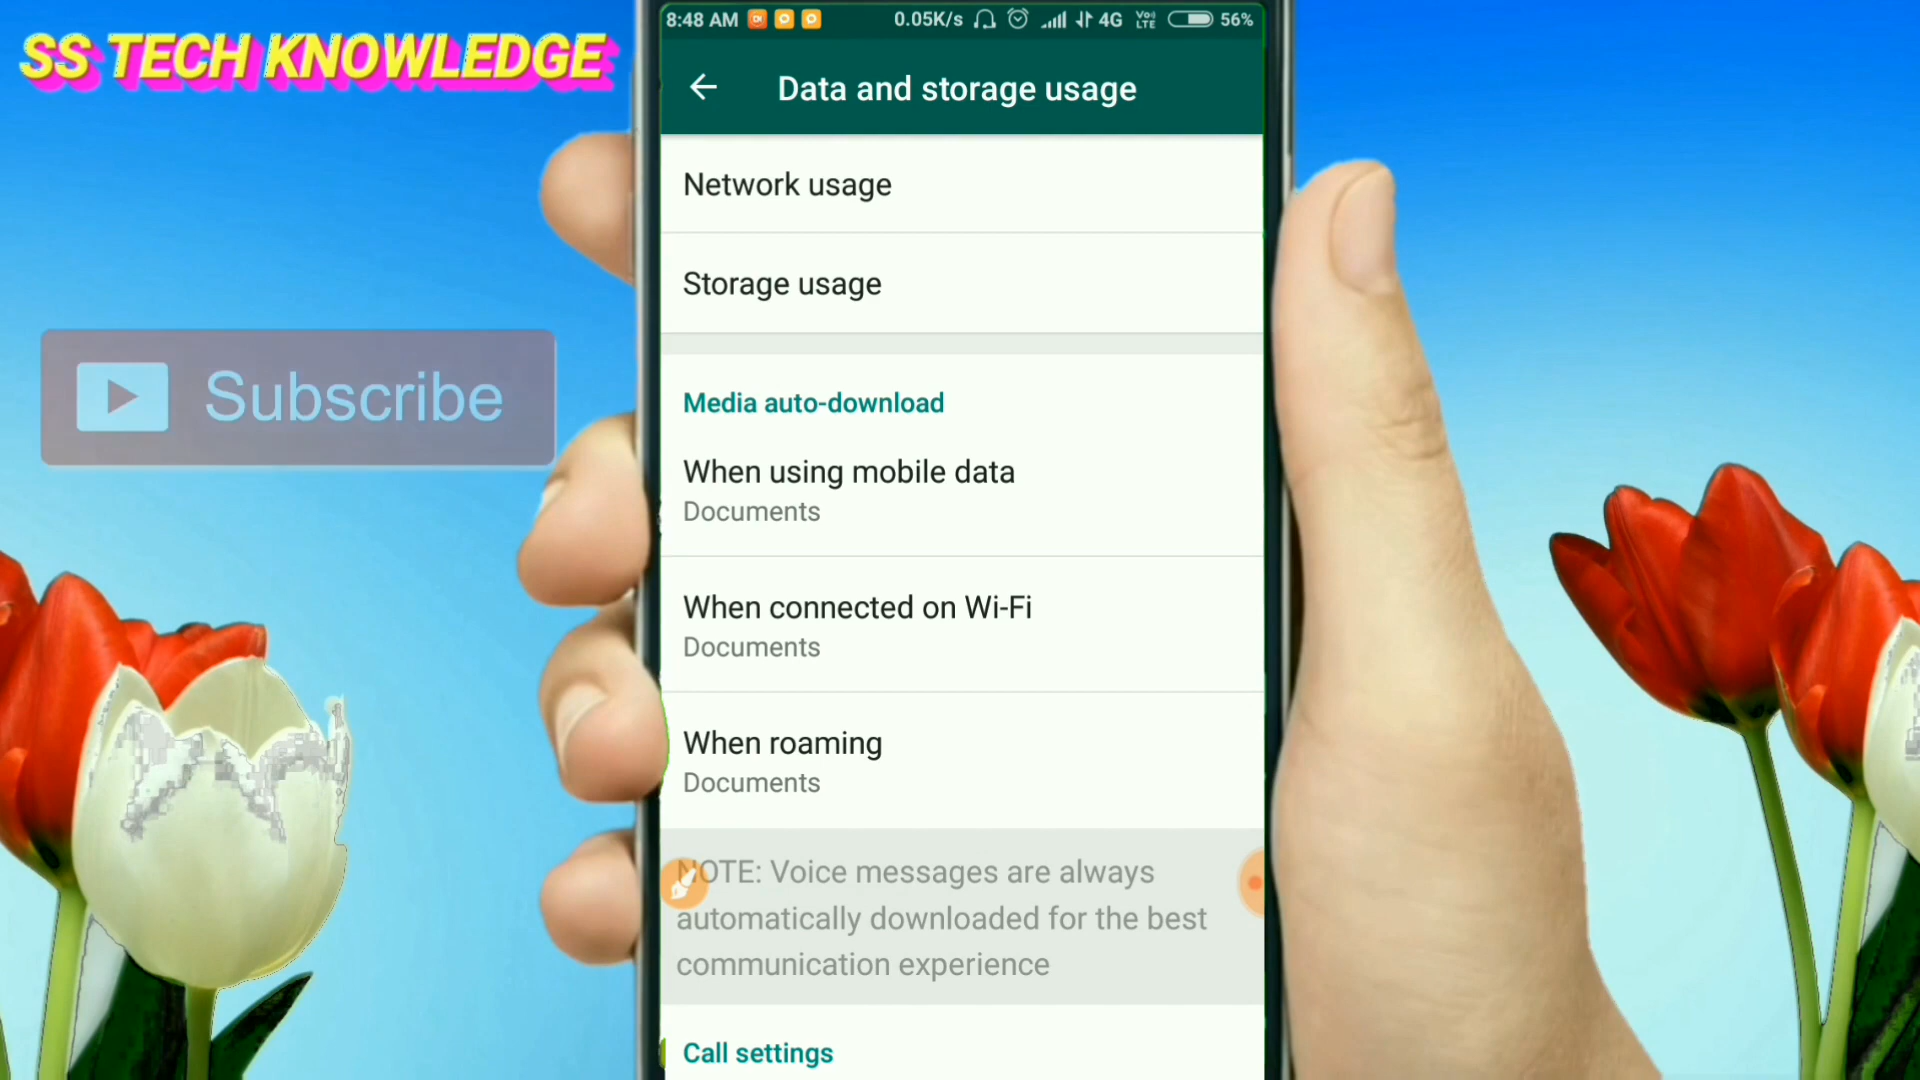 SS TECH KNOWLEDGE
Subscribe
8:48 AM 0.05K/s 4G VoLTE 56%
Data and storage usage
Network usage
Storage usage
Media auto-download
When using mobile data
Documents
When connected on Wi-Fi
Documents
When roaming
Documents
NOTE: Voice messages are always
automatically downloaded for the best
communication experience
Call settings